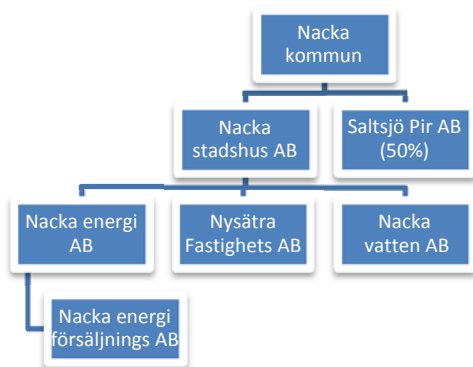 Nacka
kommun
Nacka
stadshus AB
Saltsjö Pir AB
(50%)
Nacka energi
AB
Nysätra
Fastighets AB
Nacka
vatten AB
Nacka energi
försäljnings AB